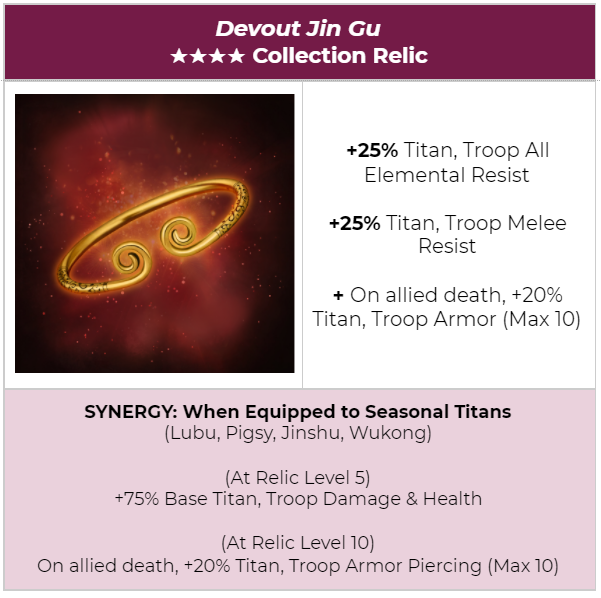 Devout Jin Gu
★★★★ Collection Relic
+25% Titan, Troop All
Elemental Resist
+25% Titan, Troop Melee
Resist
+ On allied death, +20%
Titan, Troop Armor (Max 10)
SYNERGY: When Equipped to Seasonal Titans
(Lubu, Pigsy, Jinshu, Wukong)
(At Relic Level 5)
+75% Base Titan, Troop Damage & Health
(At Relic Level 10)
On allied death, +20% Titan, Troop Armor Piercing (Max 10)